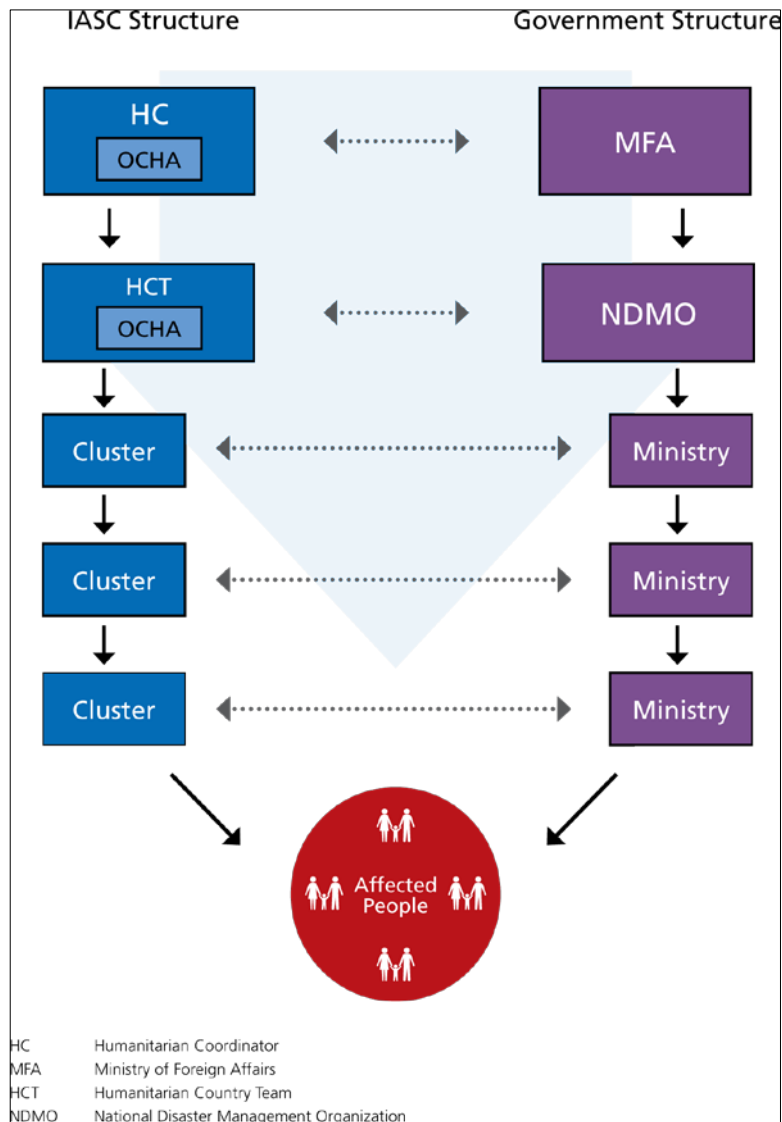 IASC Structure
Government Structure
HC
OCHA
MFA
HCT
OCHA
NDMO
Cluster
Ministry
Cluster
Ministry
Cluster
Ministry
Affected
People
HC Humanitarian Coordinator
MFA Ministry of Foreign Affairs
HCT Humanitarian Country Team
NDMO National Disaster Management Organization